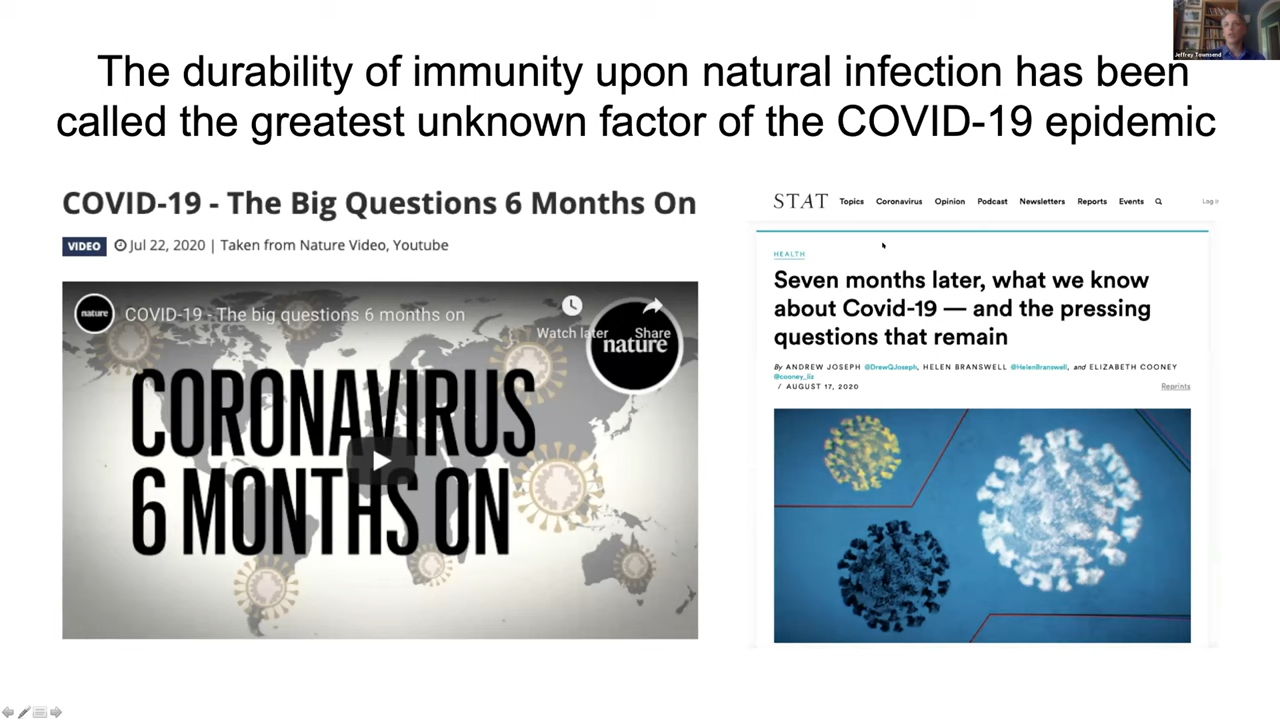 Jeffrey Townsend
The durability of immunity upon natural infection has been
called the greatest unknown factor of the COVID-19 epidemic
COVID-19 - The Big Questions 6 Months On
VIDEO Jul 22, 2020 | Taken from Nature Video, Youtube
nature COVID-19 - The big questions 6 months on
Watch later Share
nature
CORONAVIRUS
6 MONTHS ON
STAT Topics Coronavirus Opinion Podcast Newsletters Reports Events Log
HEALTH
Seven months later, what we know
about Covid-19 — and the pressing
questions that remain
By ANDREW JOSEPH @DrewQJoseph, HELEN BRANSWELL @HelenBranswell, and ELIZABETH COONEY
@cooney_liz
/ AUGUST 17, 2020 Reprints